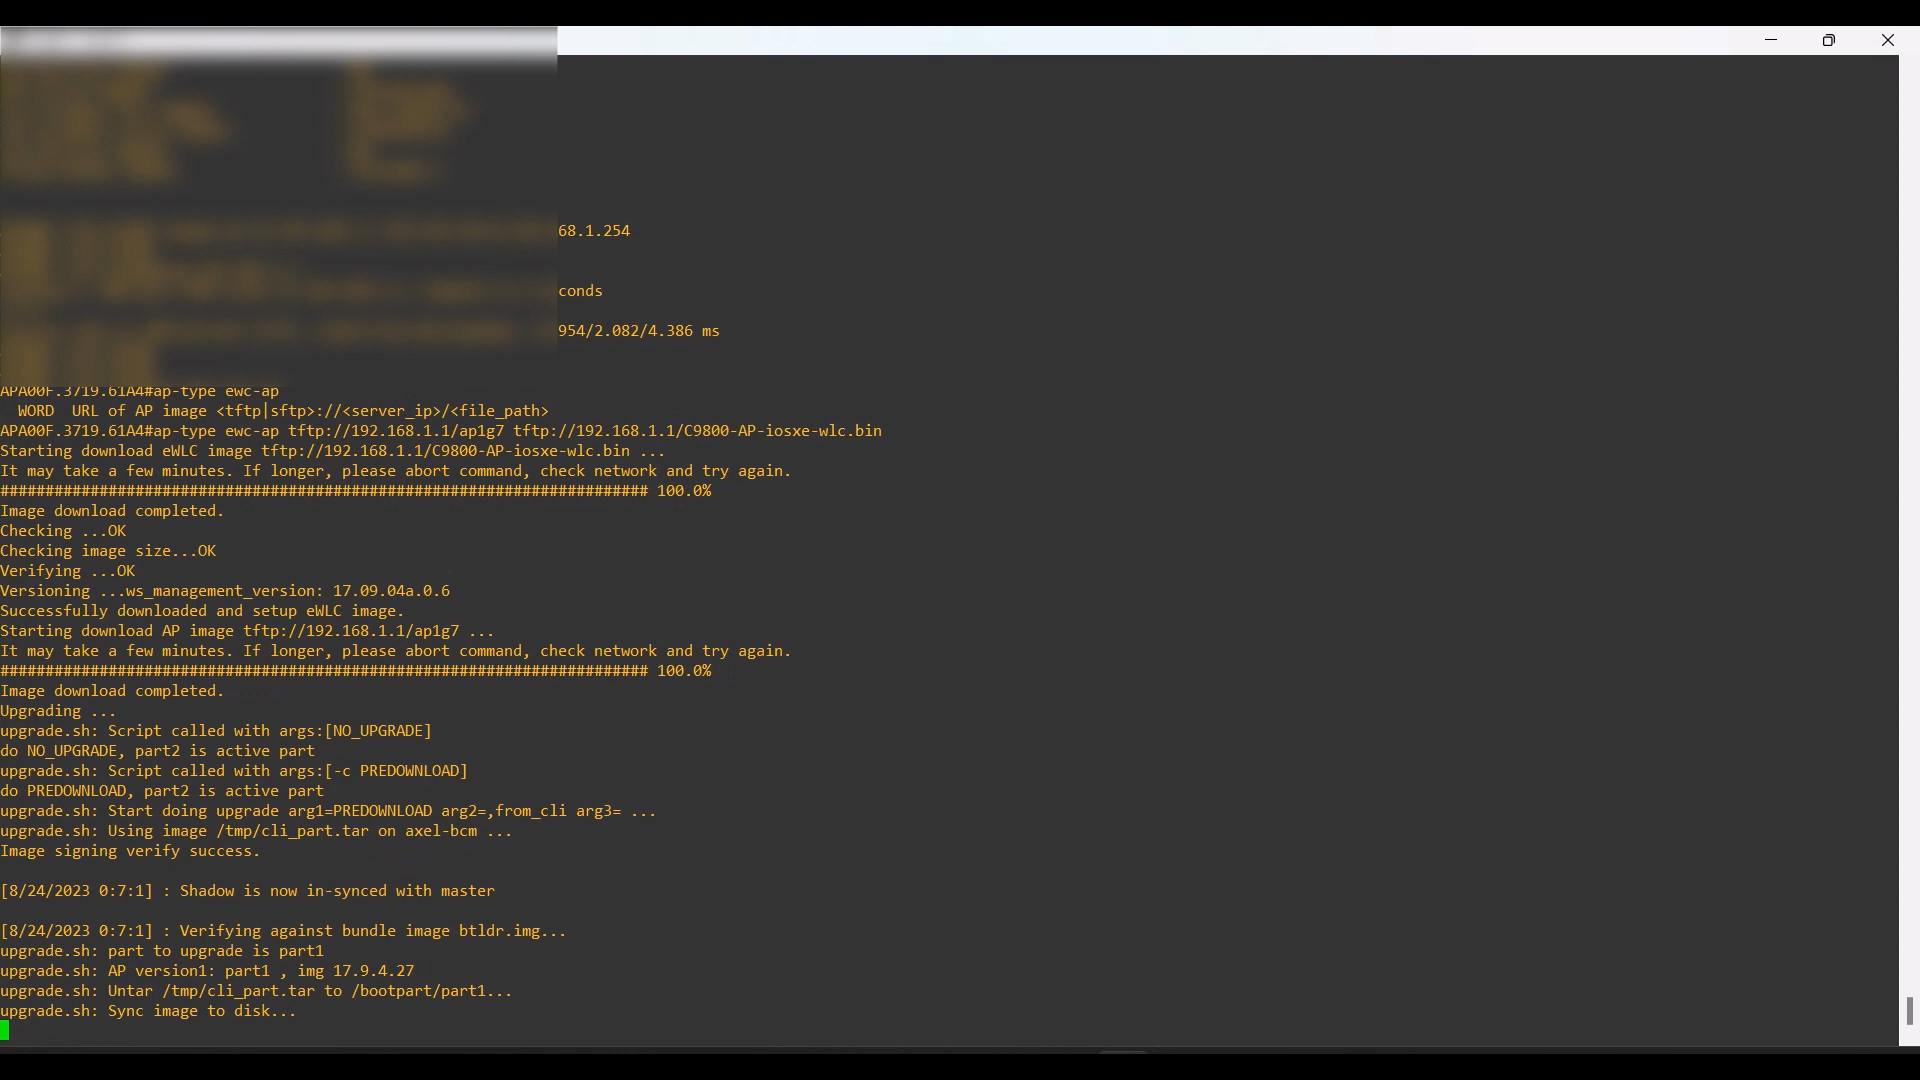 68.1.254
conds
954/2.082/4.386 ms
APA00F.3719.61A4#ap-type ewc-ap
WORD  URL of AP image <tftp|sftp>://<server_ip>/<file_path>
APA00F.3719.61A4#ap-type ewc-ap tftp://192.168.1.1/ap1g7 tftp://192.168.1.1/C9800-AP-iosxe-wlc.bin
Starting download eWLC image tftp://192.168.1.1/C9800-AP-iosxe-wlc.bin ...
It may take a few minutes. If longer, please abort command, check network and try again.
######################################################################## 100.0%
Image download completed.
Checking ...OK
Checking image size...OK
Verifying ...OK
Versioning ...ws_management_version: 17.09.04a.0.6
Successfully downloaded and setup eWLC image.
Starting download AP image tftp://192.168.1.1/ap1g7 ...
It may take a few minutes. If longer, please abort command, check network and try again.
######################################################################## 100.0%
Image download completed.
Upgrading ...
upgrade.sh: Script called with args:[NO_UPGRADE]
do NO_UPGRADE, part2 is active part
upgrade.sh: Script called with args:[-c PREDOWNLOAD]
do PREDOWNLOAD, part2 is active part
upgrade.sh: Start doing upgrade arg1=PREDOWNLOAD arg2=,from_cli arg3= ...
upgrade.sh: Using image /tmp/cli_part.tar on axel-bcm ...
Image signing verify success.
[8/24/2023 0:7:1] : Shadow is now in-synced with master
[8/24/2023 0:7:1] : Verifying against bundle image btldr.img...
upgrade.sh: part to upgrade is part1
upgrade.sh: AP version1: part1 , img 17.9.4.27
upgrade.sh: Untar /tmp/cli_part.tar to /bootpart/part1...
upgrade.sh: Sync image to disk...